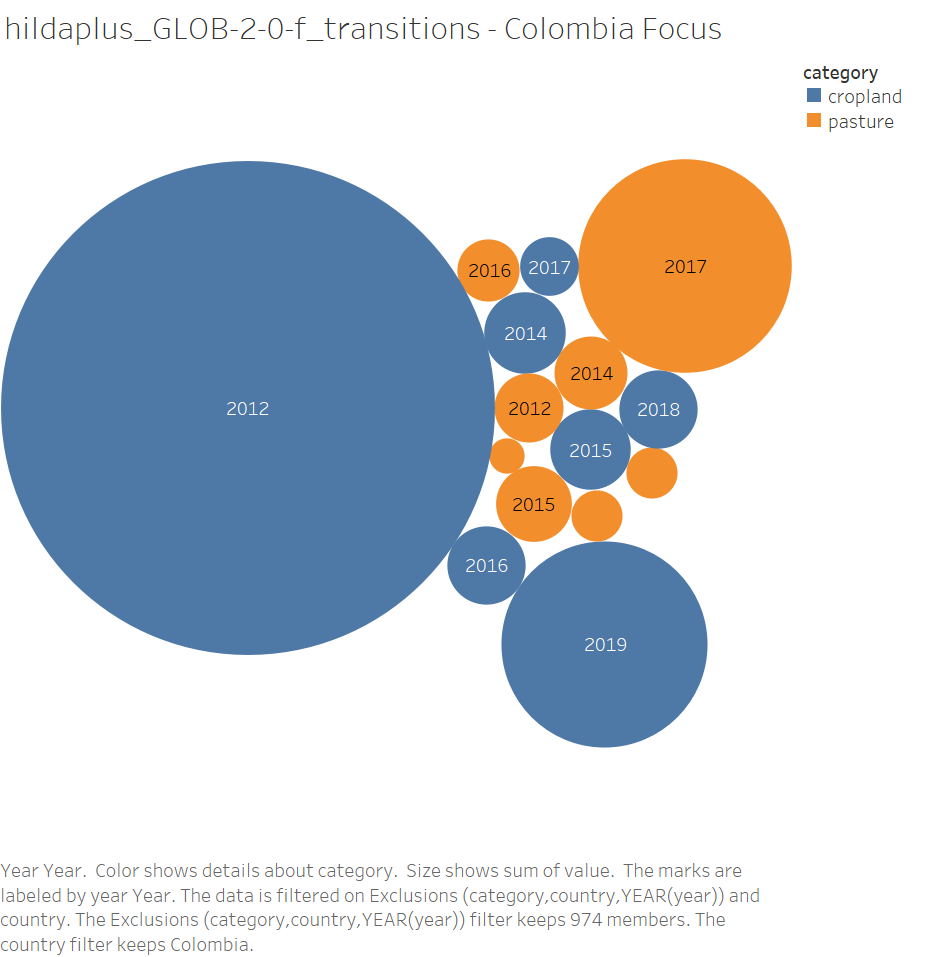 hildaplus_GLOB-2-0-f_transitions - Colombia Focus
category
cropland
pasture
2017
2016
2017
2014
2014
2012
2012
2018
2015
2015
2016
2019
Year Year.  Color shows details about category.  Size shows sum of value.  The marks are
labeled by year Year. The data is filtered on Exclusions (category,country,YEAR(year)) and
country. The Exclusions (category,country,YEAR(year)) filter keeps 974 members. The
country filter keeps Colombia.